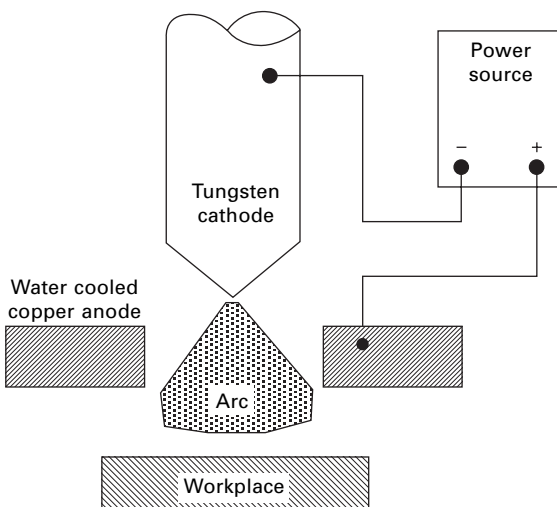 Power
source
− +
Tungsten
cathode
Water cooled
copper anode
Arc
Workplace